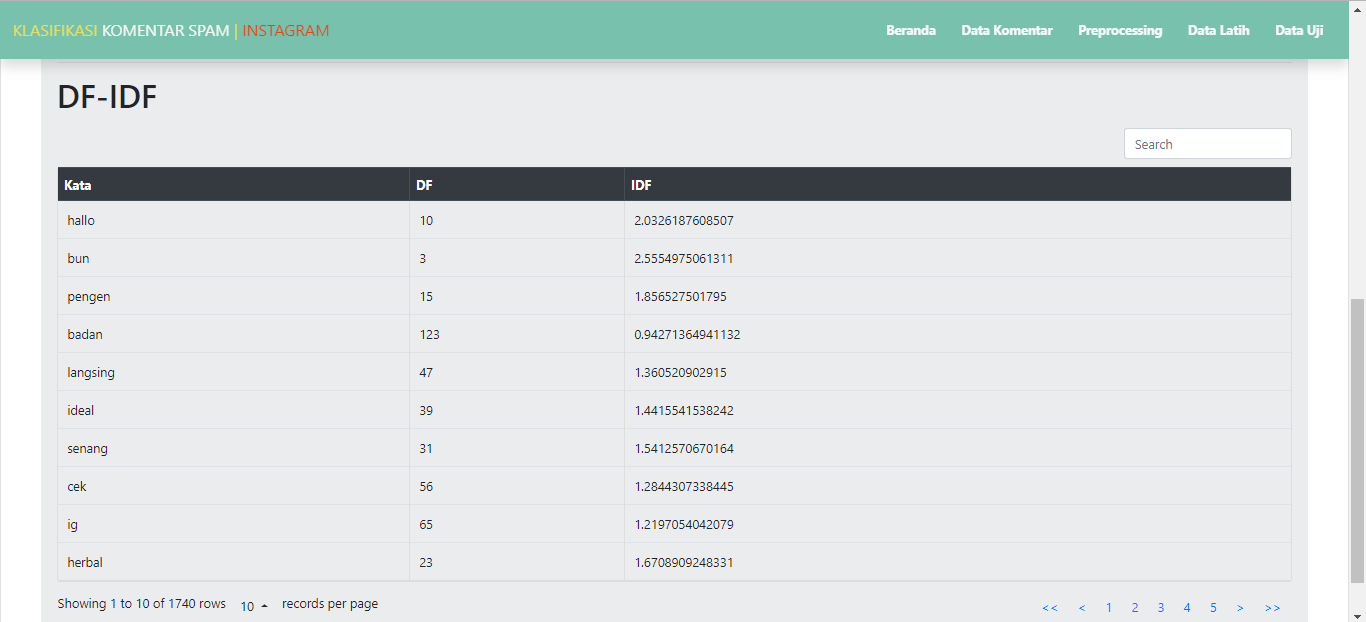 KLASIFIKASI KOMENTAR SPAM | INSTAGRAM Beranda Data Komentar Preprocessing Data Latih Data Uji
DF-IDF
Search
Kata DF IDF
hallo 10 2.0326187608507
bun 3 2.5554975061311
pengen 15 1.856527501795
badan 123 0.94271364941132
langsing 47 1.360520902915
ideal 39 1.4415541538242
senang 31 1.5412570670164
cek 56 1.2844307338445
ig 65 1.2197054042079
herbal 23 1.6708909248331
Showing 1 to 10 of 1740 rows 10 records per page << < 1 2 3 4 5 > >>